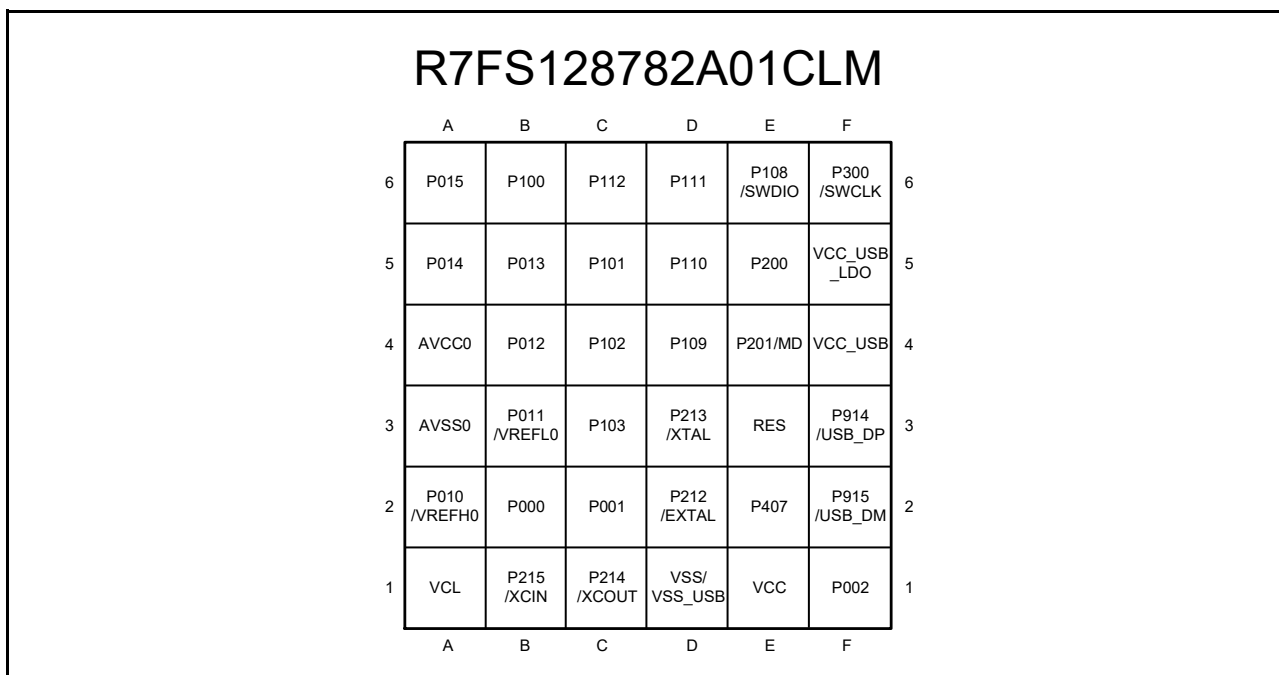 R7FS128782A01CLM
A B C D E F
6 P015 P100 P112 P111 P108 /SWDIO P300 /SWCLK 6
5 P014 P013 P101 P110 P200 VCC_USB _LDO 5
4 AVCC0 P012 P102 P109 P201/MD VCC_USB 4
3 AVSS0 P011 /VREFL0 P103 P213 /XTAL RES P914 /USB_DP 3
2 P010 /VREFH0 P000 P001 P212 /EXTAL P407 P915 /USB_DM 2
1 VCL P215 /XCIN P214 /XCOUT VSS/ VSS_USB VCC P002 1
A B C D E F